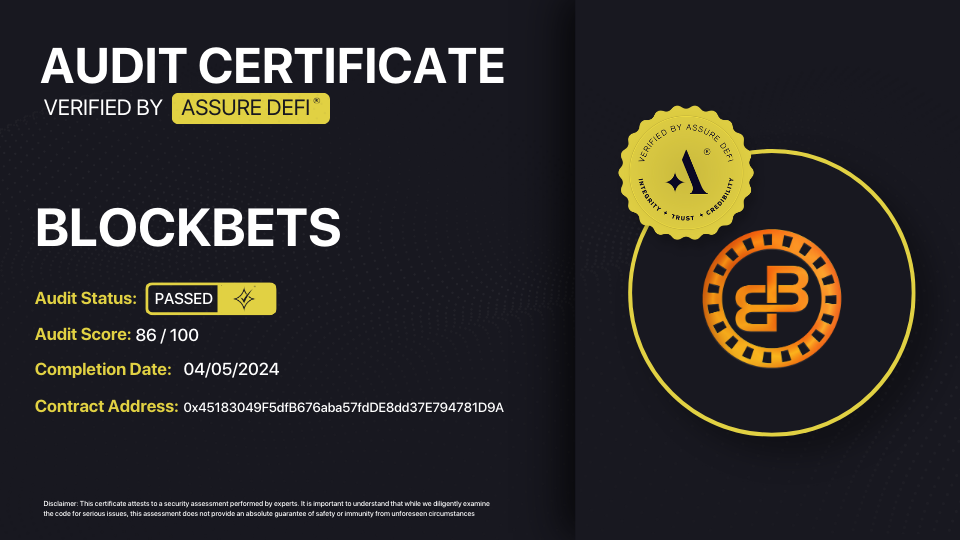 AUDIT CERTIFICATE
VERIFIED BY ASSURE DEFI ®
BLOCKBETS
Audit Status: PASSED
Audit Score: 86 / 100
Completion Date: 04/05/2024
Contract Address: 0x45183049F5dfB676aba57fdDE8dd37E794781D9A
Disclaimer: This certificate attests to a security assessment performed by experts. It is important to understand that while we diligently examine
the code for serious issues, this assessment does not provide an absolute guarantee of safety or immunity from unforeseen circumstances
VERIFIED BY ASSURE DEFI
®
INTEGRITY ✦ TRUST ✦ CREDIBILITY